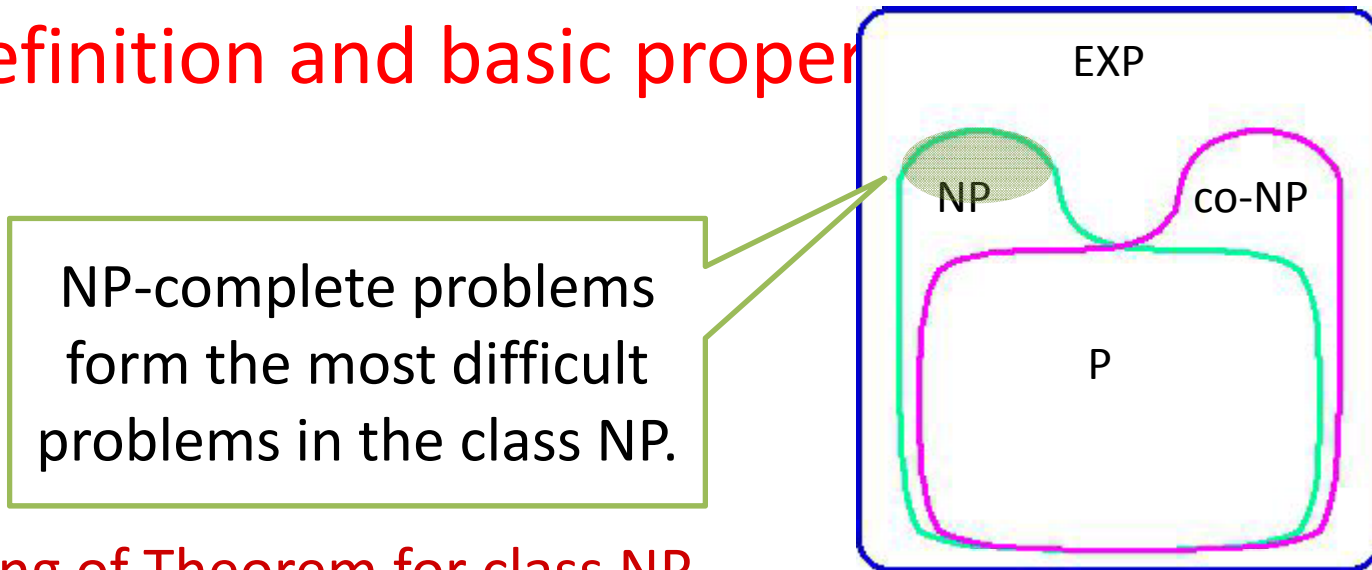 efinition and basic proper
EXP
NP
co-NP
P
NP-complete problems
form the most difficult
problems in the class NP.
ng of Theorem for class NP